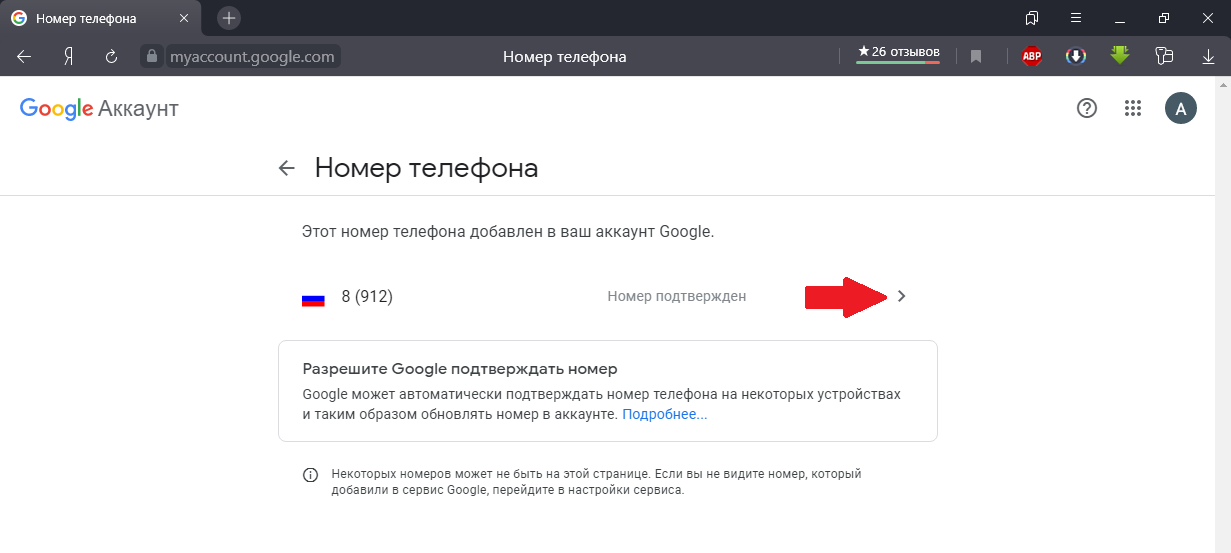 Номер телефона
Я
myaccount.google.com
Номер телефона
★26 отзывов
ABP
Google Аккаунт
А
Номер телефона
Этот номер телефона добавлен в ваш аккаунт Google.
8 (912)
Номер подтвержден
Разрешите Google подтверждать номер
Google может автоматически подтверждать номер телефона на некоторых устройствах
и таким образом обновлять номер в аккаунте. Подробнее...
Некоторых номеров может не быть на этой странице. Если вы не видите номер, который
добавили в сервис Google, перейдите в настройки сервиса.